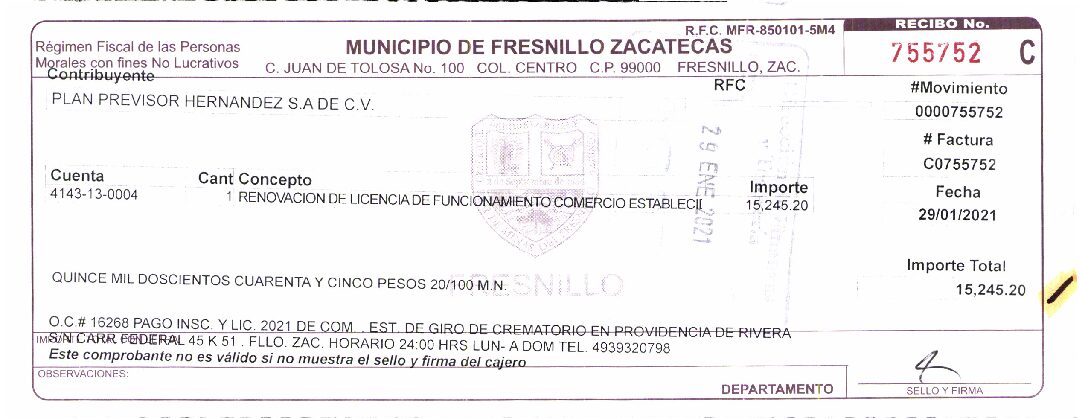 R.F.C. MFR-850101-5M4
RECIBO No.
Régimen Fiscal de las Personas
Morales con fines No Lucrativos
MUNICIPIO DE FRESNILLO ZACATECAS
C. JUAN DE TOLOSA No. 100 COL. CENTRO C.P. 99000 FRESNILLO, ZAC.
755752 C
Contribuyente
RFC
#Movimiento
PLAN PREVISOR HERNANDEZ S.A DE C.V.
0000755752
# Factura
C0755752
29 ENE 2021
Cuenta
Cant Concepto
Importe
Fecha
4143-13-0004
1 RENOVACION DE LICENCIA DE FUNCIONAMIENTO COMERCIO ESTABLECII
15,245.20
29/01/2021
Importe Total
QUINCE MIL DOSCIENTOS CUARENTA Y CINCO PESOS 20/100 M.N.
FRESNILLO
15,245.20
O.C.# 16268 PAGO INSC. Y LIC. 2021 DE COM . EST. DE GIRO DE CREMATORIO EN PROVIDENCIA DE RIVERA
S/N CARR FEDERAL 45 K 51 . FLLO. ZAC. HORARIO 24:00 HRS LUN- A DOM TEL. 4939320798
Este comprobante no es válido si no muestra el sello y firma del cajero
OBSERVACIONES:
DEPARTAMENTO
SELLO Y FIRMA